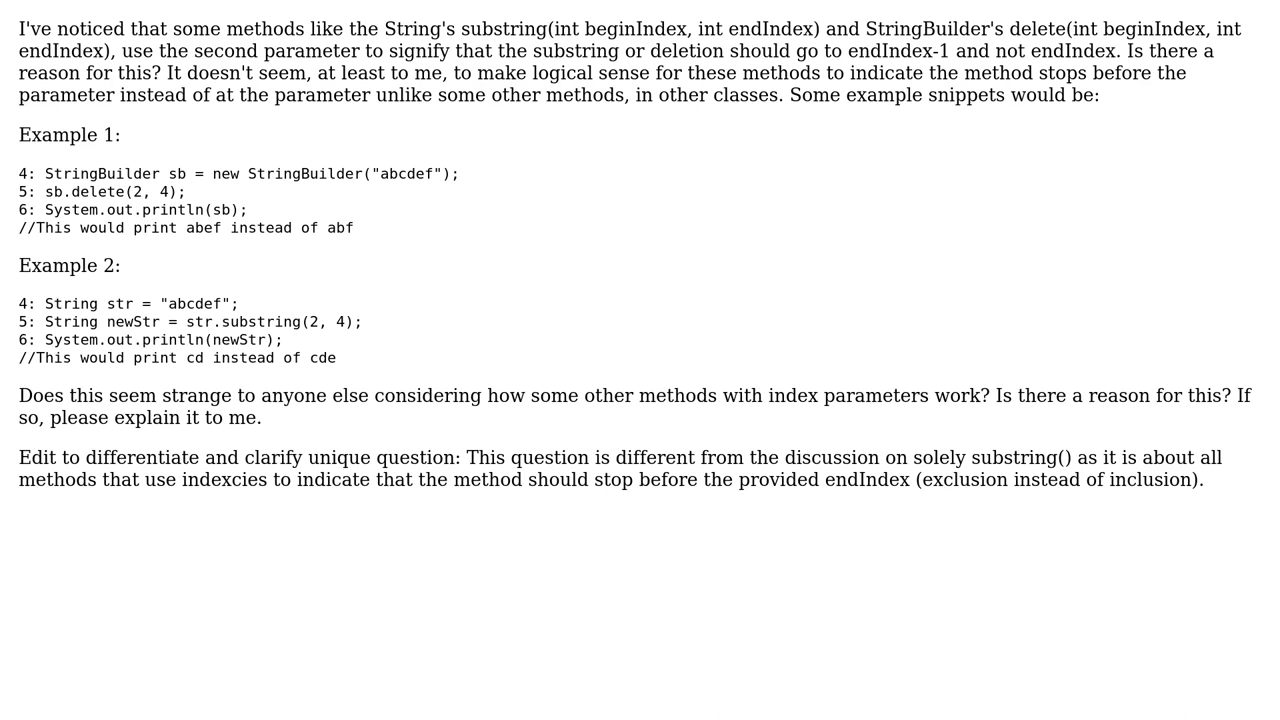 I've noticed that some methods like the String's substring(int beginIndex, int endIndex) and StringBuilder's delete(int beginIndex, int
endIndex), use the second parameter to signify that the substring or deletion should go to endIndex-1 and not endIndex. Is there a
reason for this? It doesn't seem, at least to me, to make logical sense for these methods to indicate the method stops before the
parameter instead of at the parameter unlike some other methods, in other classes. Some example snippets would be:
Example 1:
4: StringBuilder sb = new StringBuilder("abcdef");
5: sb.delete(2, 4);
6: System.out.println(sb);
//This would print abef instead of abf
Example 2:
4: String str = "abcdef";
5: String newStr = str.substring(2, 4);
6: System.out.println(newStr);
//This would print cd instead of cde
Does this seem strange to anyone else considering how some other methods with index parameters work? Is there a reason for this? If
so, please explain it to me.
Edit to differentiate and clarify unique question: This question is different from the discussion on solely substring() as it is about all
methods that use indexcies to indicate that the method should stop before the provided endIndex (exclusion instead of inclusion).